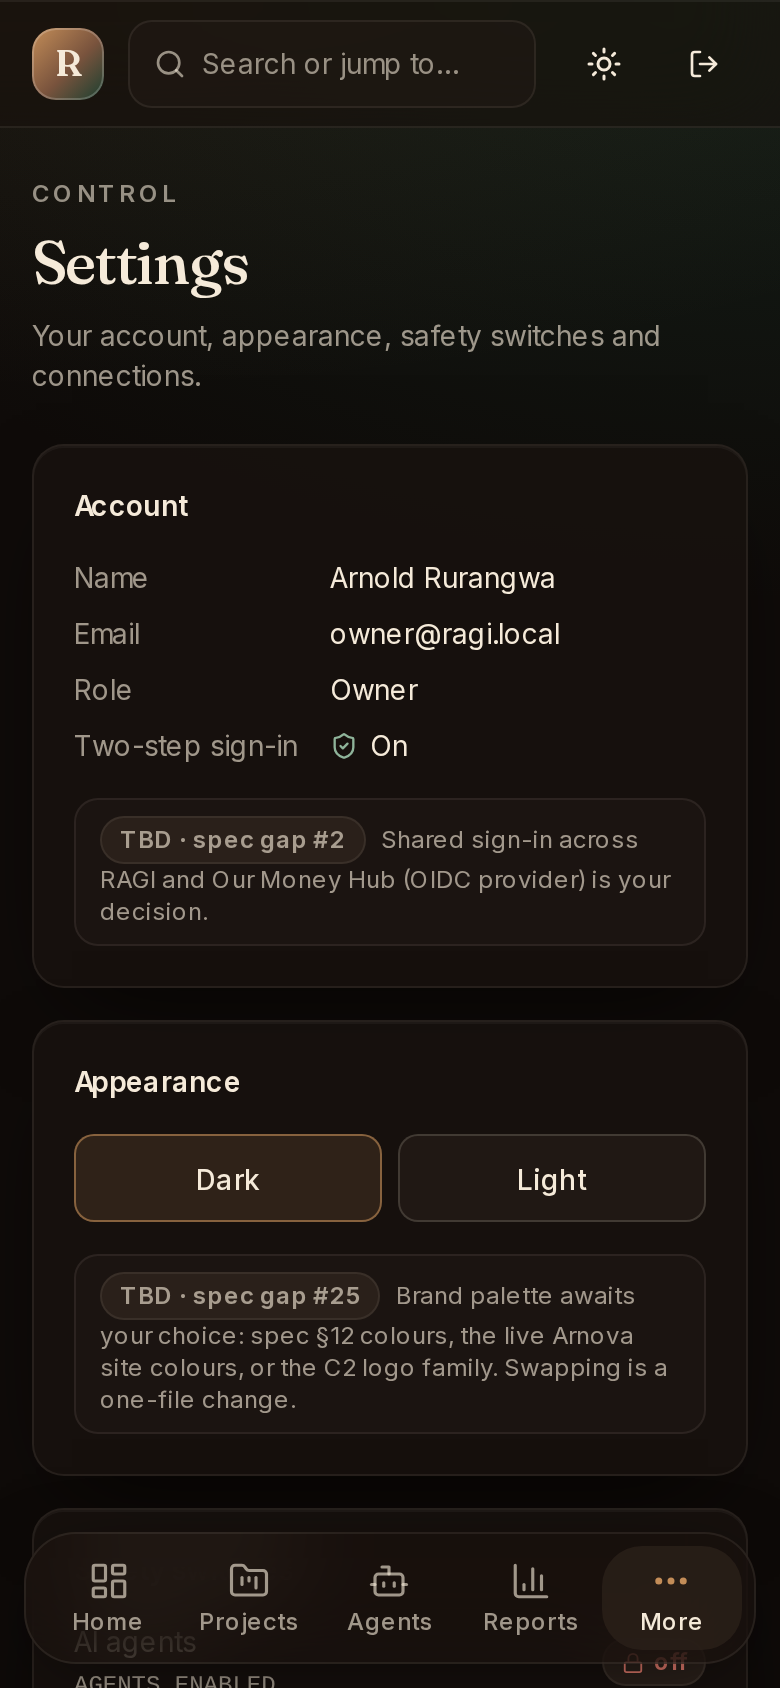 R
Search or jump to...
CONTROL
Settings
Your account, appearance, safety switches and
connections.
Account
Name Arnold Rurangwa
Email owner@ragi.local
Role Owner
Two-step sign-in On
TBD · spec gap #2 Shared sign-in across
RAGI and Our Money Hub (OIDC provider) is your
decision.
Appearance
Dark Light
TBD · spec gap #25 Brand palette awaits
your choice: spec §12 colours, the live Arnova
site colours, or the C2 logo family. Swapping is a
one-file change.
Home Projects Agents Reports More
AI agents
off
AGENTS_ENABLED